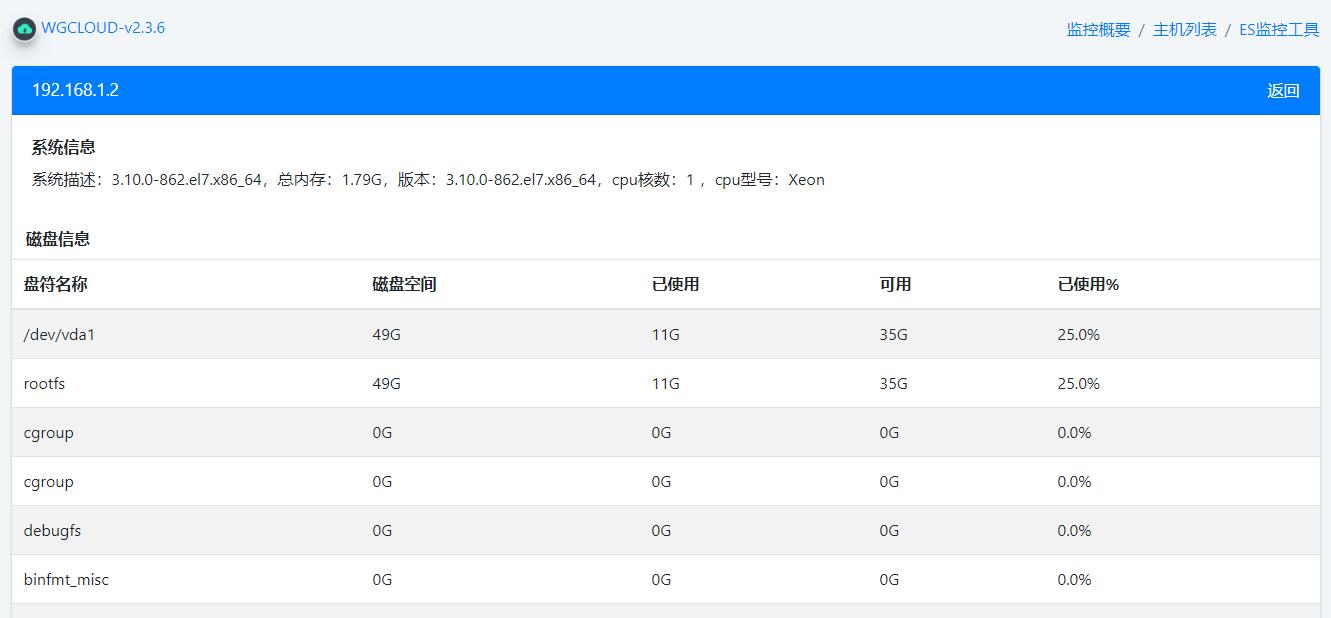 WGCLOUD-v2.3.6
监控概要 / 主机列表 / ES监控工具
192.168.1.2 返回
系统信息
系统描述：3.10.0-862.el7.x86_64，总内存：1.79G，版本：3.10.0-862.el7.x86_64，cpu核数：1 ，cpu型号：Xeon
磁盘信息
盘符名称 磁盘空间 已使用 可用 已使用%
/dev/vda1 49G 11G 35G 25.0%
rootfs 49G 11G 35G 25.0%
cgroup 0G 0G 0G 0.0%
cgroup 0G 0G 0G 0.0%
debugfs 0G 0G 0G 0.0%
binfmt_misc 0G 0G 0G 0.0%